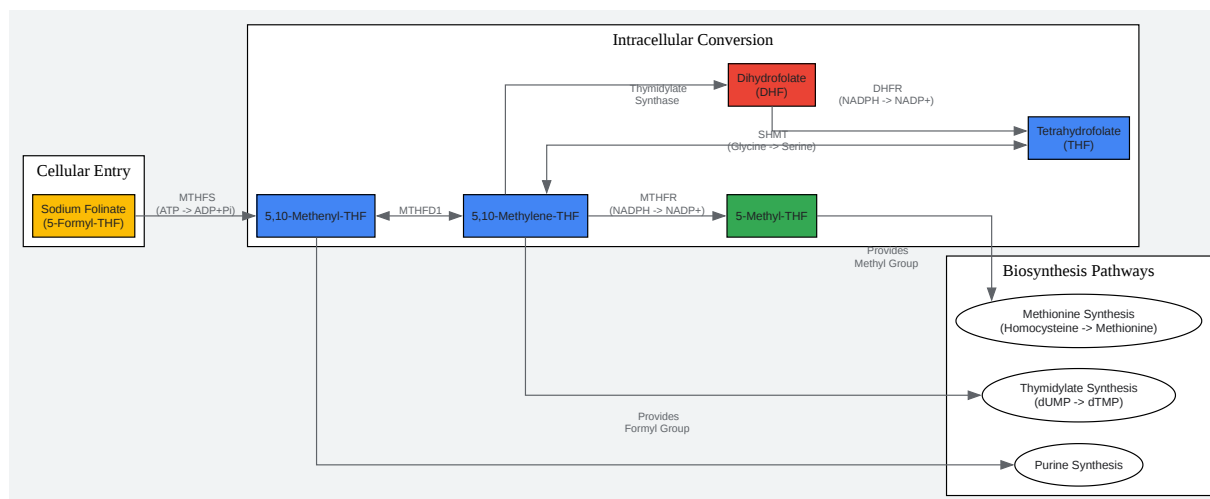 Intracellular Conversion
Dihydrofolate
(DHF)
Thymidylate
Synthase
DHFR
(NADPH -> NADP+)
Tetrahydrofolate
(THF)
SHMT
(Glycine -> Serine)
Cellular Entry
Sodium Folinate
(5-Formyl-THF)
MTHFS
(ATP -> ADP+Pi)
5,10-Methenyl-THF
MTHFD1
5,10-Methylene-THF
MTHFR
(NADPH -> NADP+)
5-Methyl-THF
Provides
Methyl Group
Biosynthesis Pathways
Methionine Synthesis
(Homocysteine -> Methionine)
Thymidylate Synthesis
(dUMP -> dTMP)
Provides
Formyl Group
Purine Synthesis